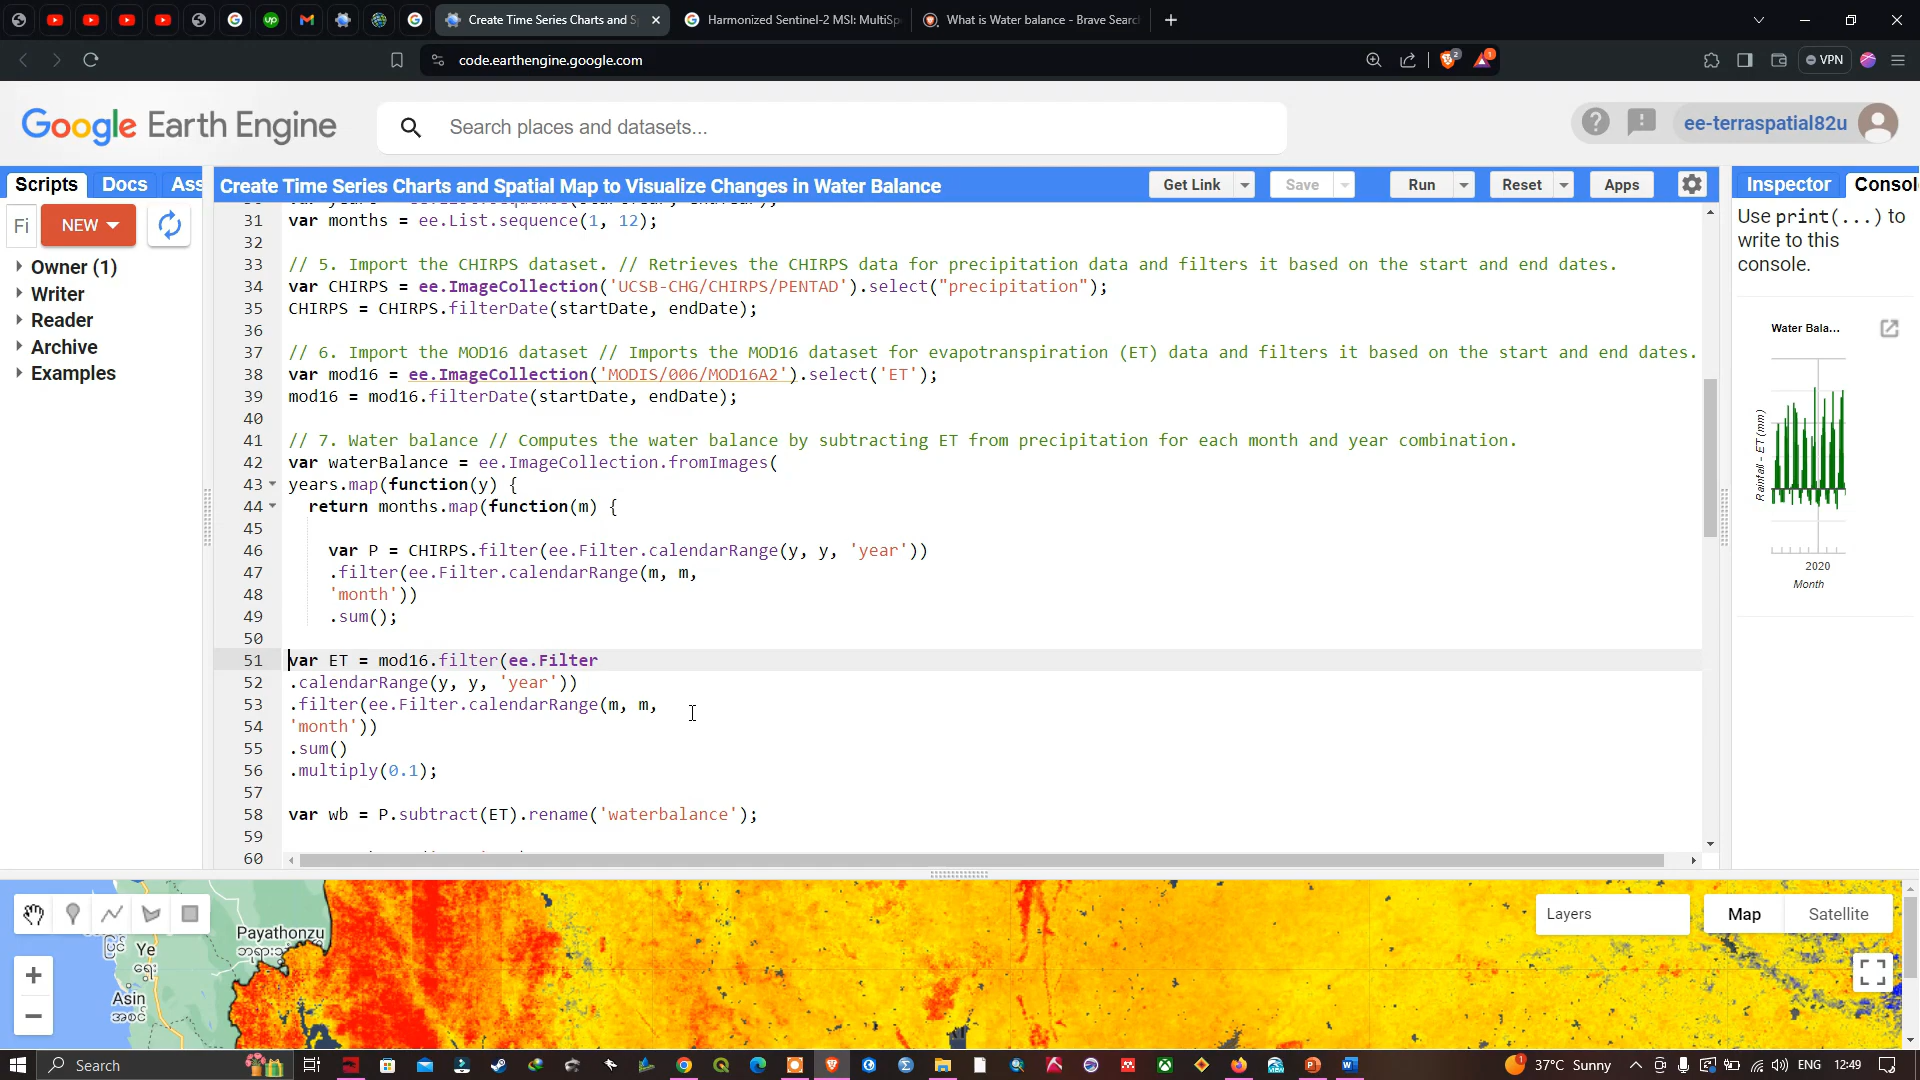 Create Time Series Charts and S
Harmonized Sentinel-2 MSI: MultiSpe
What is Water balance - Brave Searc
code.earthengine.google.com
2
1
VPN
Google Earth Engine
Search places and datasets...
ee-terraspatial82u
Scripts
Docs
Ass
Create Time Series Charts and Spatial Map to Visualize Changes in Water Balance
Get Link
Save
Run
Reset
Apps
Inspector
Consol
Fi
NEW
Owner (1)
Writer
Reader
Archive
Examples
31 var months = ee.List.sequence(1, 12);
32
33 // 5. Import the CHIRPS dataset. // Retrieves the CHIRPS data for precipitation data and filters it based on the start and end dates.
34 var CHIRPS = ee.ImageCollection('UCSB-CHG/CHIRPS/PENTAD').select("precipitation");
35 CHIRPS = CHIRPS.filterDate(startDate, endDate);
36
37 // 6. Import the MOD16 dataset // Imports the MOD16 dataset for evapotranspiration (ET) data and filters it based on the start and end dates.
38 var mod16 = ee.ImageCollection('MODIS/006/MOD16A2').select('ET');
39 mod16 = mod16.filterDate(startDate, endDate);
40
41 // 7. Water balance // Computes the water balance by subtracting ET from precipitation for each month and year combination.
42 var waterBalance = ee.ImageCollection.fromImages(
43 years.map(function(y) {
44 return months.map(function(m) {
45
46 var P = CHIRPS.filter(ee.Filter.calendarRange(y, y, 'year'))
47 .filter(ee.Filter.calendarRange(m, m,
48 'month'))
49 .sum();
50
51 var ET = mod16.filter(ee.Filter
52 .calendarRange(y, y, 'year'))
53 .filter(ee.Filter.calendarRange(m, m,
54 'month'))
55 .sum()
56 .multiply(0.1);
57
58 var wb = P.subtract(ET).rename('waterbalance');
59
60
Use print(...) to
write to this
console.
Water Bala...
Rainfall - ET (mm)
2020
Month
Payathonzu
Ye
ရေး
Asin
အစင်
Layers
Map
Satellite
Search
37°C Sunny
ENG
12:49